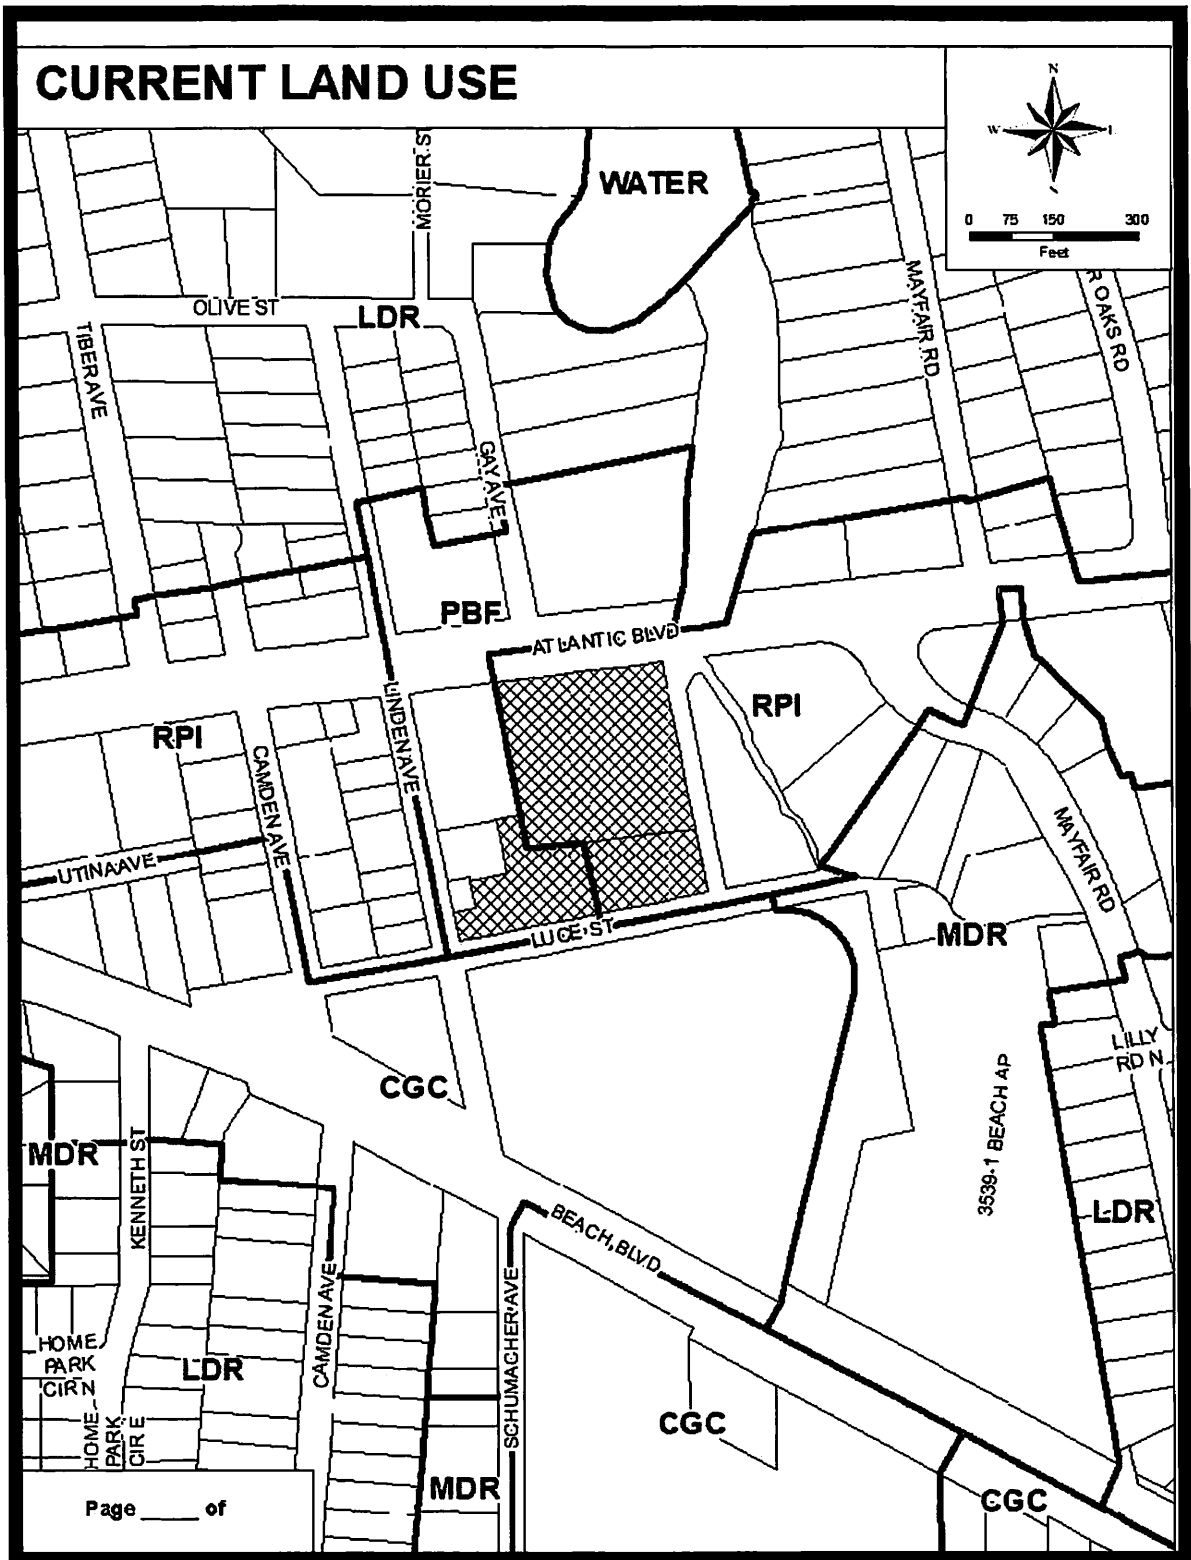 CURRENT LAND USE
N
W
0 75 150 300
Feet
MORIER ST
WATER
OLIVE ST
LDR
TIBER AVE
MAYFAIR RD
R OAKS RD
GAY AVE
PBF
ATLANTIC BLVD
RPI
RPI
LINDEN AVE
CAMDEN AVE
UTINA AVE
MAYFAIR RD
LUCE ST
MDR
LILLY
RD N
CGC
3539-1 BEACH AP
MDR
KENNETH ST
LDR
BEACH BLVD
CAMDEN AVE
SCHUMACHER AVE
HOME
PARK
CIR N
LDR
HOME
PARK
CIR E
CGC
MDR
CGC
Page _____ of